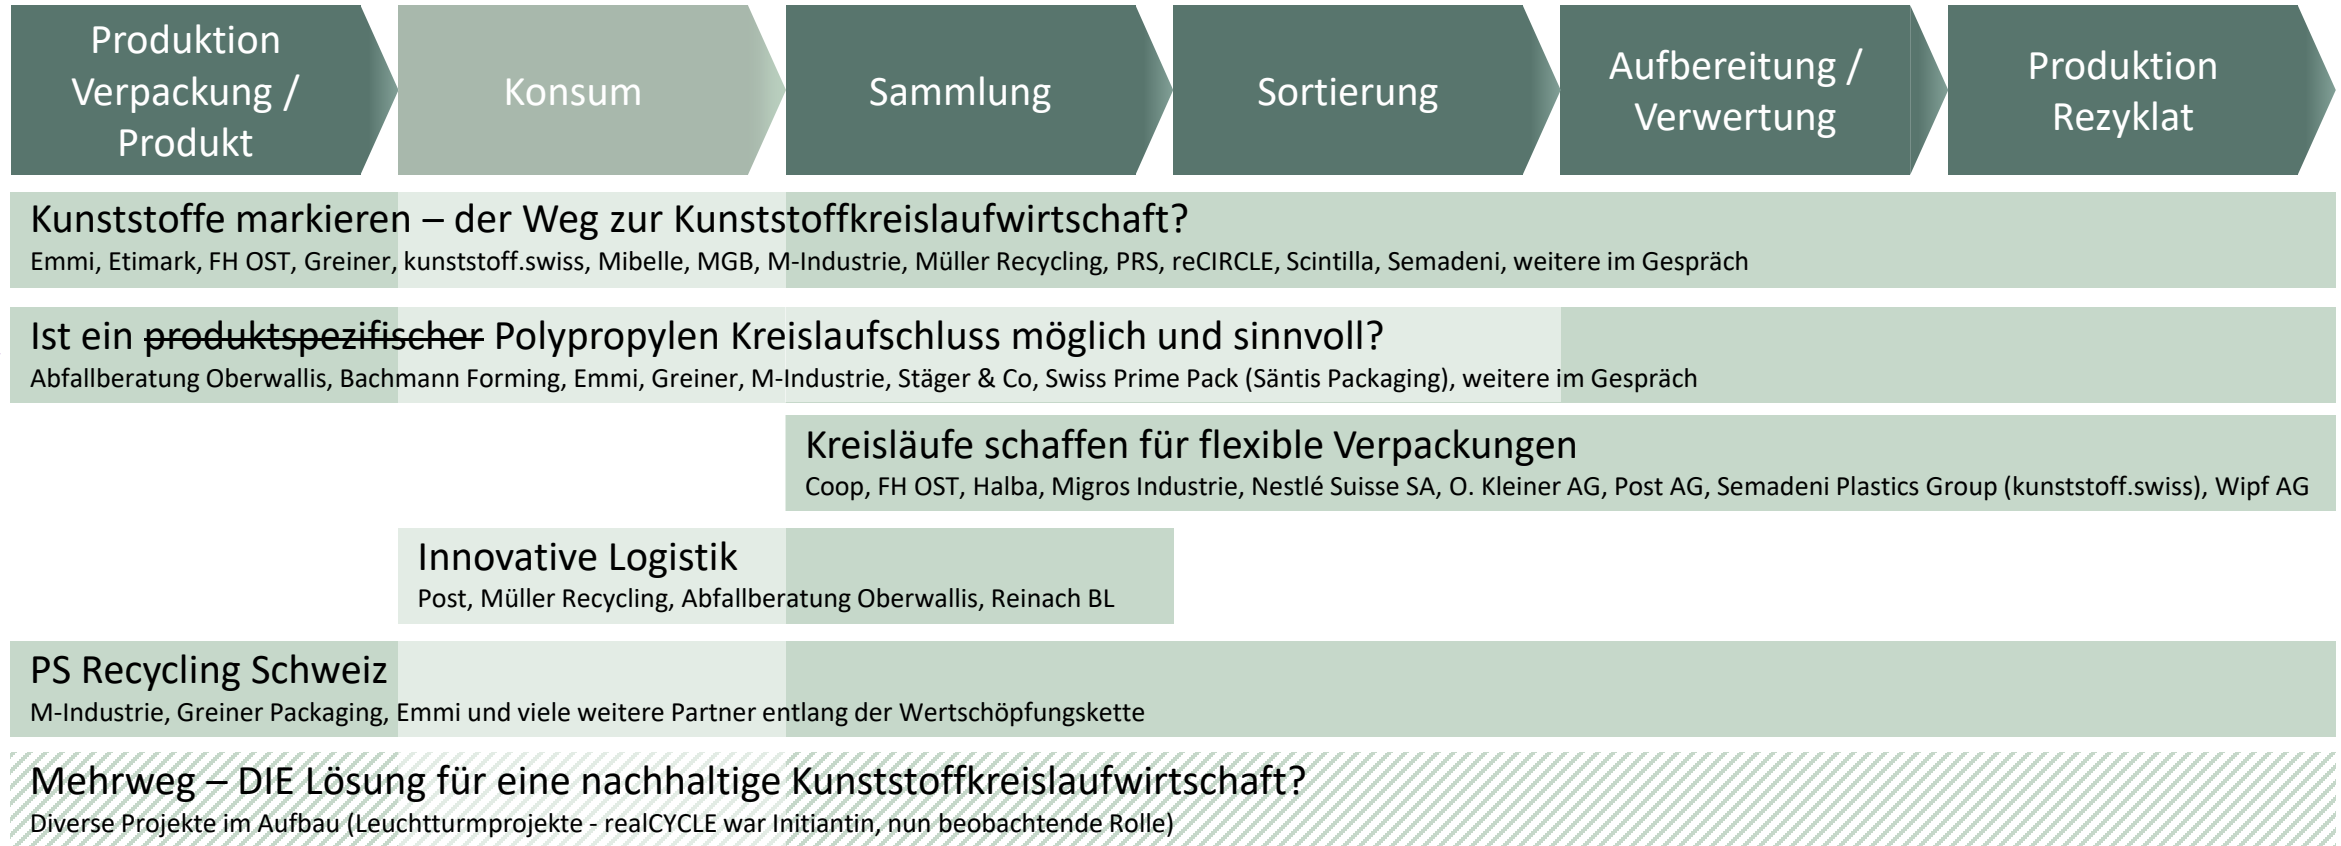 Produktion
Verpackung /
Produkt
Konsum
Sammlung
Sortierung
Aufbereitung /
Verwertung
Produktion
Rezyklat
Kunststoffe markieren – der Weg zur Kunststoffkreislaufwirtschaft?
Emmi, Etimark, FH OST, Greiner, kunststoff.swiss, Mibelle, MGB, M-Industrie, Müller Recycling, PRS, reCIRCLE, Scintilla, Semadeni, weitere im Gespräch
Ist ein produktspezifischer Polypropylen Kreislaufschluss möglich und sinnvoll?
Abfallberatung Oberwallis, Bachmann Forming, Emmi, Greiner, M-Industrie, Stäger & Co, Swiss Prime Pack (Säntis Packaging), weitere im Gespräch
Kreisläufe schaffen für flexible Verpackungen
Coop, FH OST, Halba, Migros Industrie, Nestlé Suisse SA, O. Kleiner AG, Post AG, Semadeni Plastics Group (kunststoff.swiss), Wipf AG
Innovative Logistik
Post, Müller Recycling, Abfallberatung Oberwallis, Reinach BL
PS Recycling Schweiz
M-Industrie, Greiner Packaging, Emmi und viele weitere Partner entlang der Wertschöpfungskette
Mehrweg – DIE Lösung für eine nachhaltige Kunststoffkreislaufwirtschaft?
Diverse Projekte im Aufbau (Leuchtturmprojekte - realCYCLE war Initiantin, nun beobachtende Rolle)